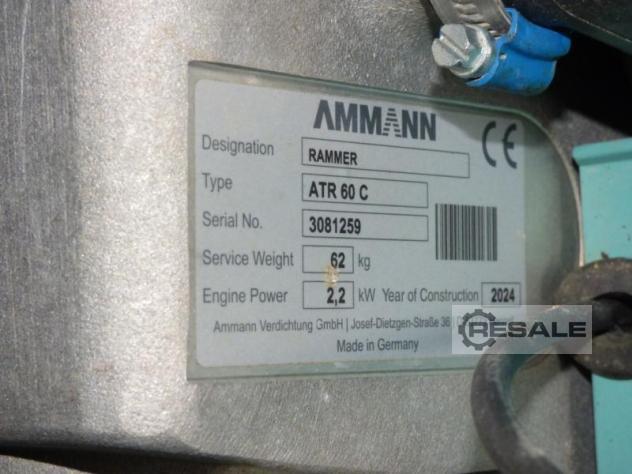 AMMANN
CE
Designation RAMMER
Type ATR 60 C
Serial No. 3081259
Service Weight 62 kg
Engine Power 2,2 kW Year of Construction 2024
Ammann Verdichtung GmbH | Josef-Dietzgen-Straße 36 |
Made in Germany
RESALE